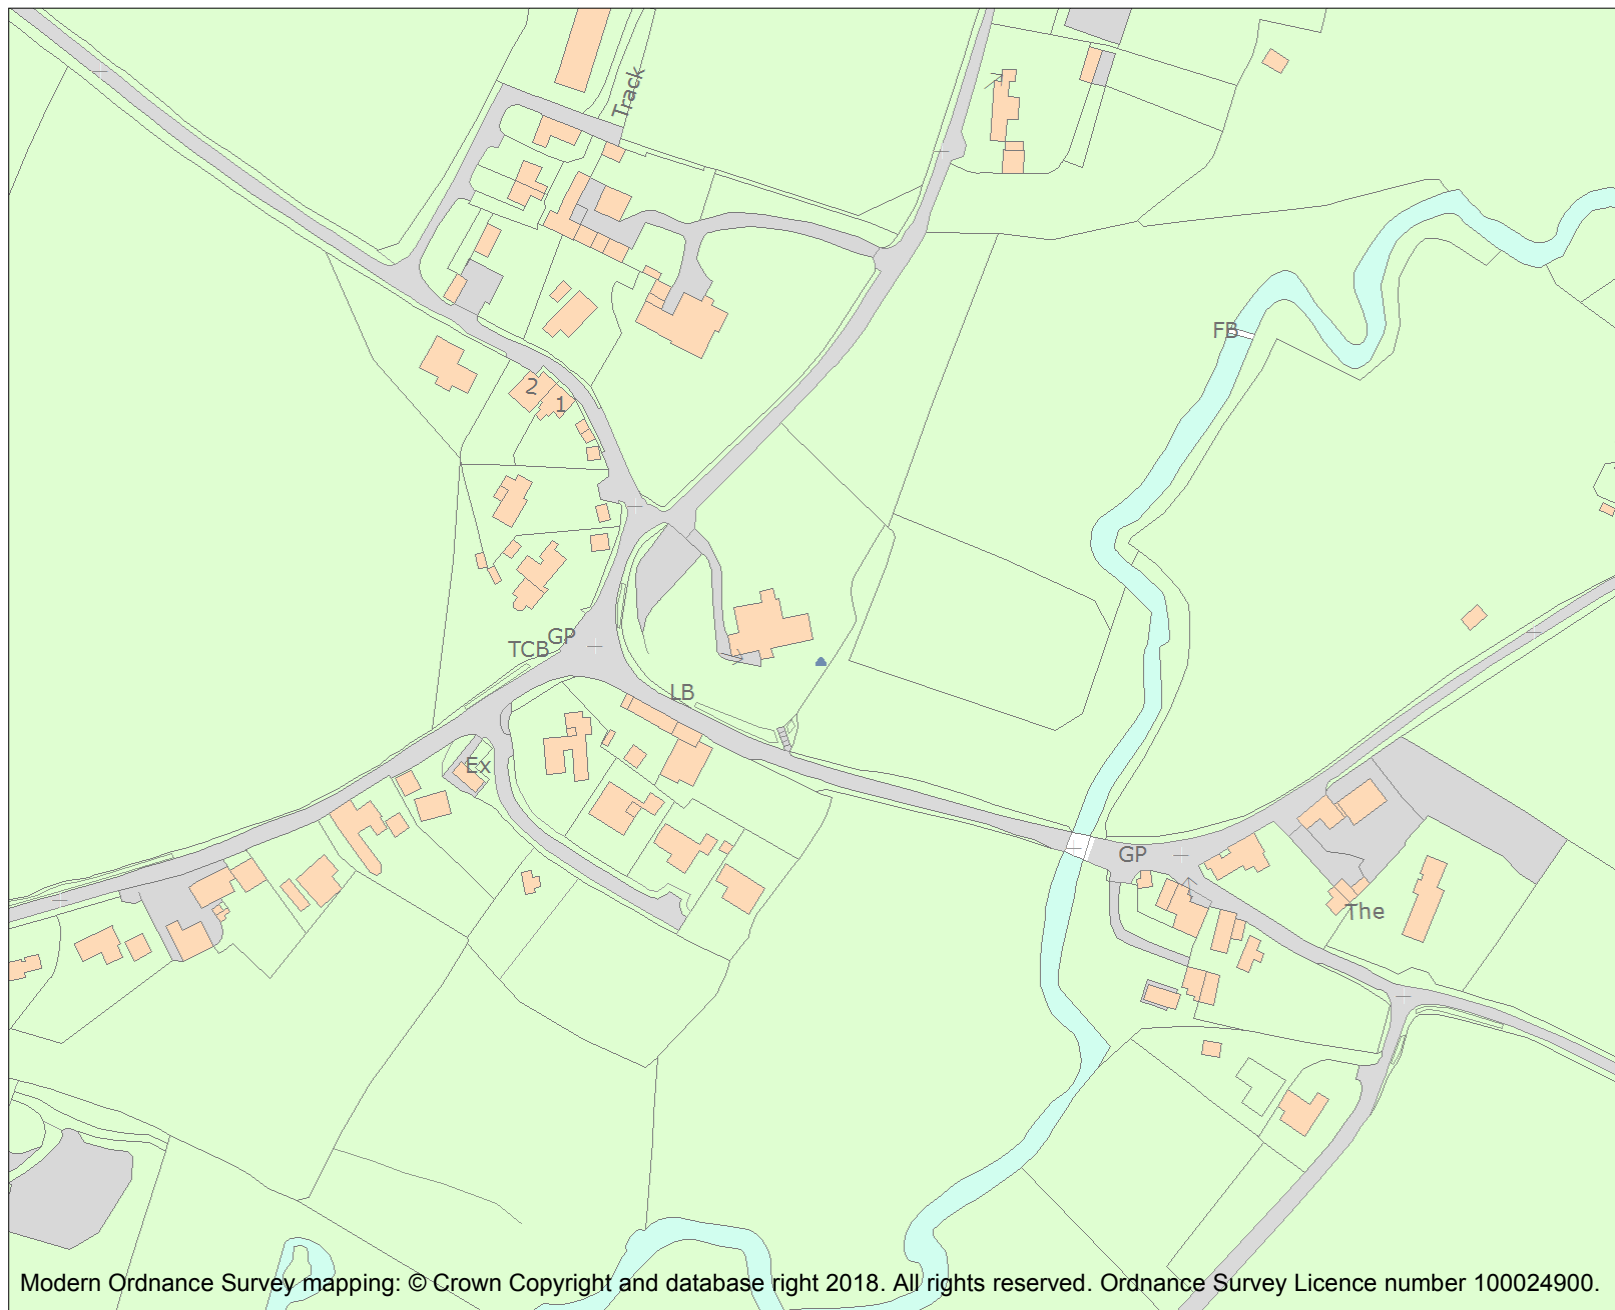 Track
FB
2
1
GP
TCB
LB
Ex
GP
The
Modern Ordnance Survey mapping: © Crown Copyright and database right 2018. All rights reserved. Ordnance Survey Licence number 100024900.